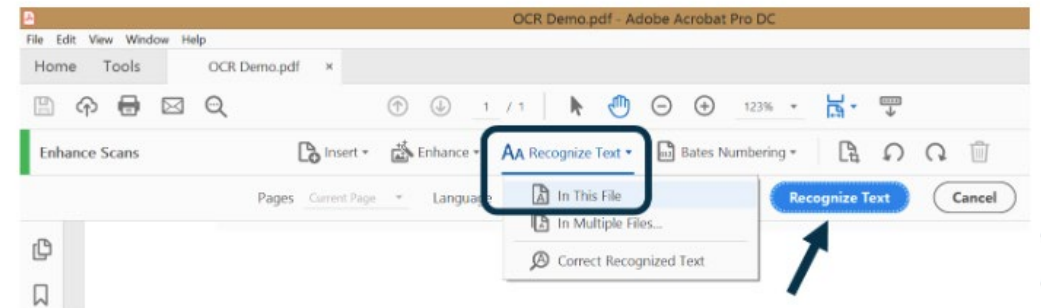 OCR Demo.pdf - Adobe Acrobat Pro DC
File Edit View Window Help
Home Tools OCR Demo.pdf ×
1 / 1 123%
Enhance Scans Insert Enhance AA Recognize Text Bates Numbering
Pages Current Page Language Recognize Text Cancel
In This File
In Multiple Files...
Correct Recognized Text